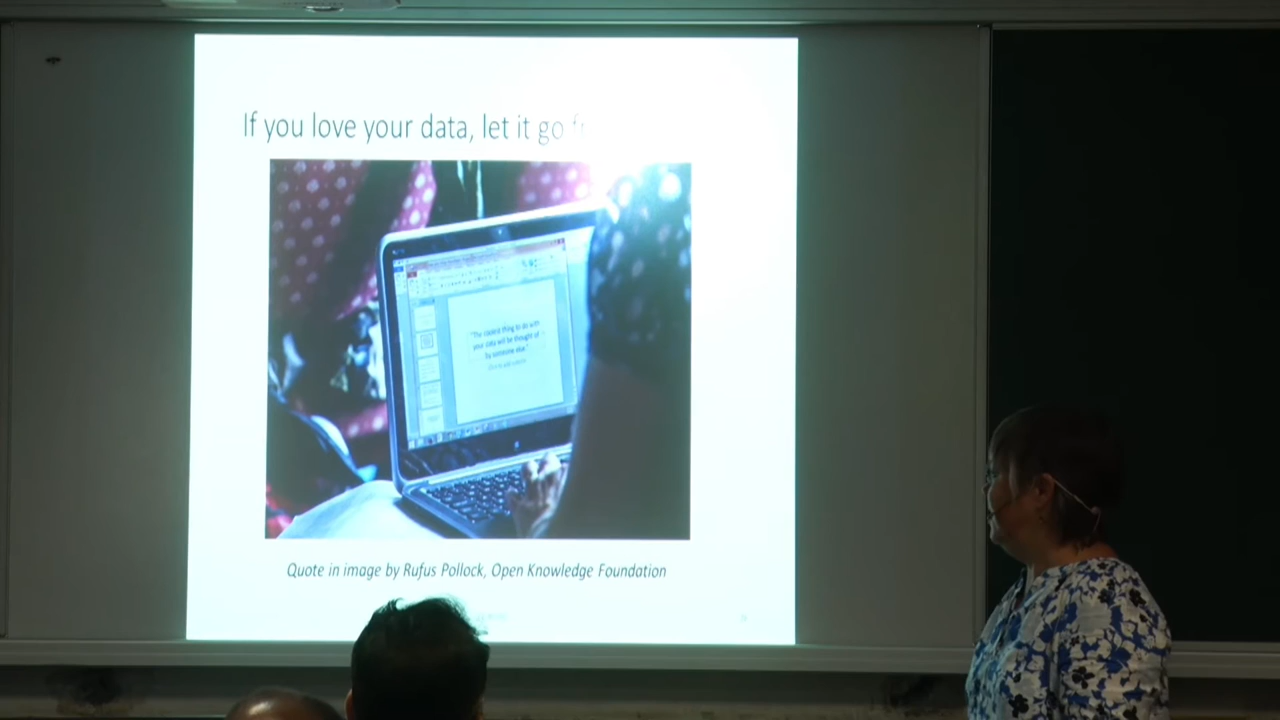 If you love your data, let it go
"The coolest thing to do with
your data will be thought of
by someone else."
Quote in image by Rufus Pollock, Open Knowledge Foundation